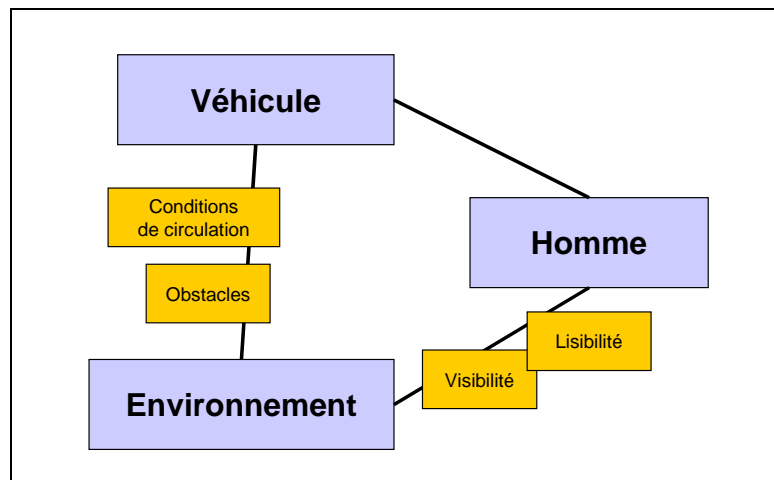 Véhicule
Conditions
de circulation
Homme
Obstacles
Lisibilité
Visibilité
Environnement